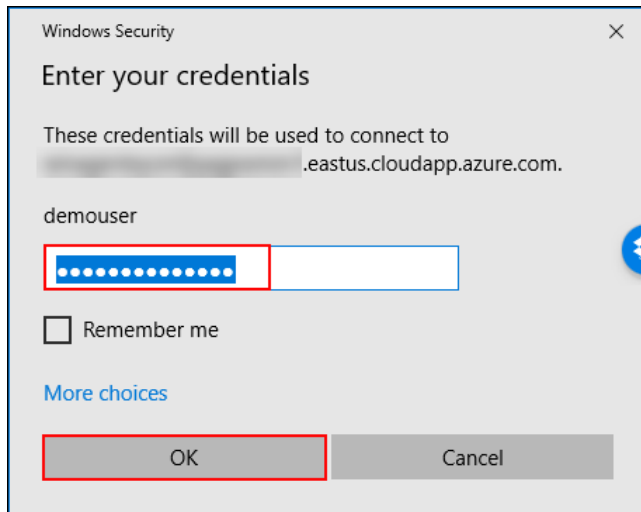 Windows Security
Enter your credentials
These credentials will be used to connect to
.eastus.cloudapp.azure.com.
demouser
●●●●●●●●●●●●●●
Remember me
More choices
OK
Cancel